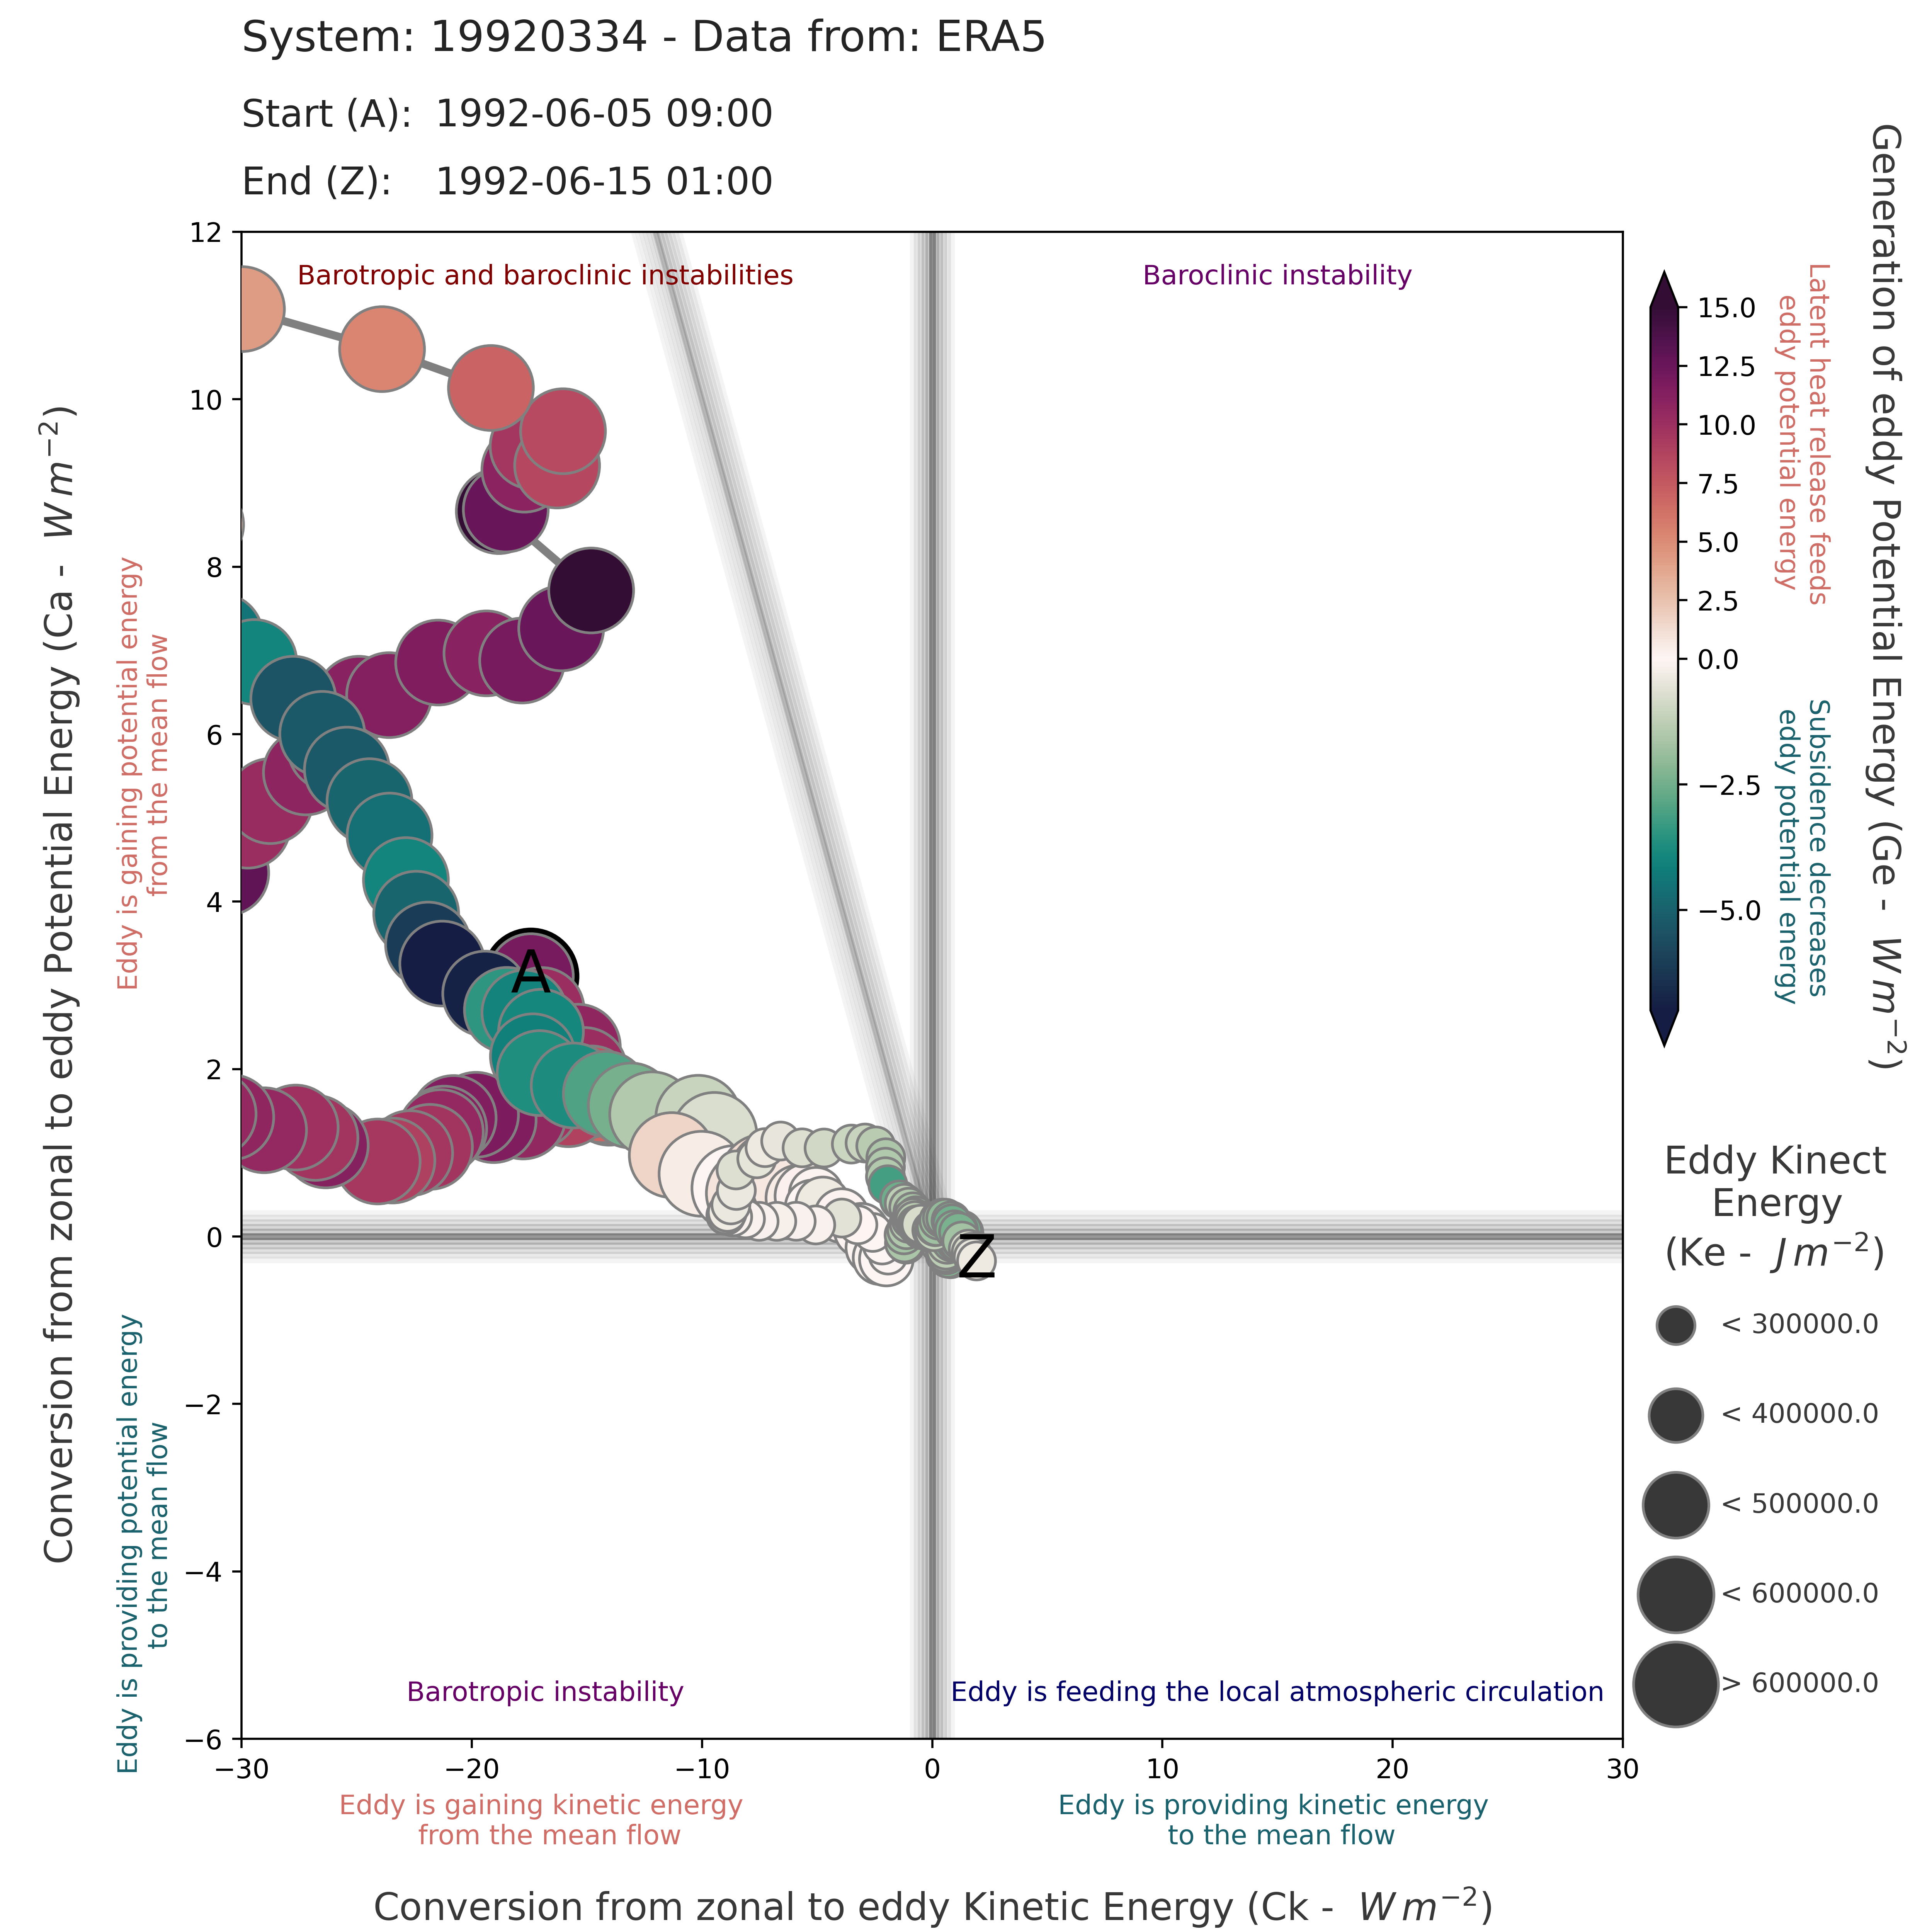 System: 19920334 - Data from: ERA5
Start (A): 1992-06-05 09:00
End (Z): 1992-06-15 01:00
Conversion from zonal to eddy Potential Energy (Ca - W m⁻²)
Eddy is gaining potential energy
from the mean flow
Eddy is providing potential energy
to the mean flow
12
10
8
6
4
2
0
−2
−4
−6
Barotropic and baroclinic instabilities
Baroclinic instability
A
Z
Barotropic instability
Eddy is feeding the local atmospheric circulation
−30
−20
−10
0
10
20
30
Eddy is gaining kinetic energy
from the mean flow
Eddy is providing kinetic energy
to the mean flow
Conversion from zonal to eddy Kinetic Energy (Ck - W m⁻²)
15.0
12.5
10.0
7.5
5.0
2.5
0.0
−2.5
−5.0
Latent heat release feeds
eddy potential energy
Subsidence decreases
eddy potential energy
Generation of eddy Potential Energy (Ge - W m⁻²)
Eddy Kinect
Energy
(Ke - J m⁻²)
< 300000.0
< 400000.0
< 500000.0
< 600000.0
> 600000.0